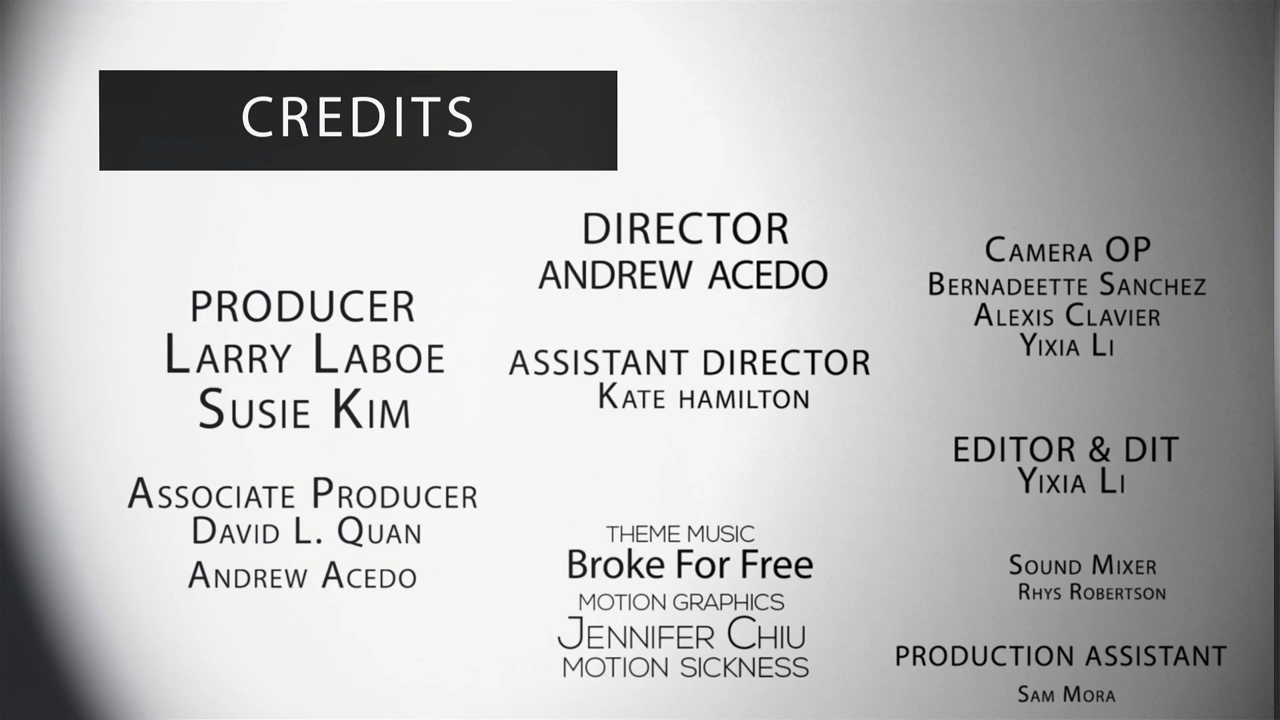 CREDITS
PRODUCER
LARRY LABOE
SUSIE KIM
ASSOCIATE PRODUCER
DAVID L. QUAN
ANDREW ACEDO
DIRECTOR
ANDREW ACEDO
ASSISTANT DIRECTOR
KATE HAMILTON
THEME MUSIC
Broke For Free
MOTION GRAPHICS
JENNIFER CHIU
MOTION SICKNESS
CAMERA OP
BERNADEETTE SANCHEZ
ALEXIS CLAVIER
YIXIA LI
EDITOR & DIT
YIXIA LI
SOUND MIXER
RHYS ROBERTSON
PRODUCTION ASSISTANT
SAM MORA